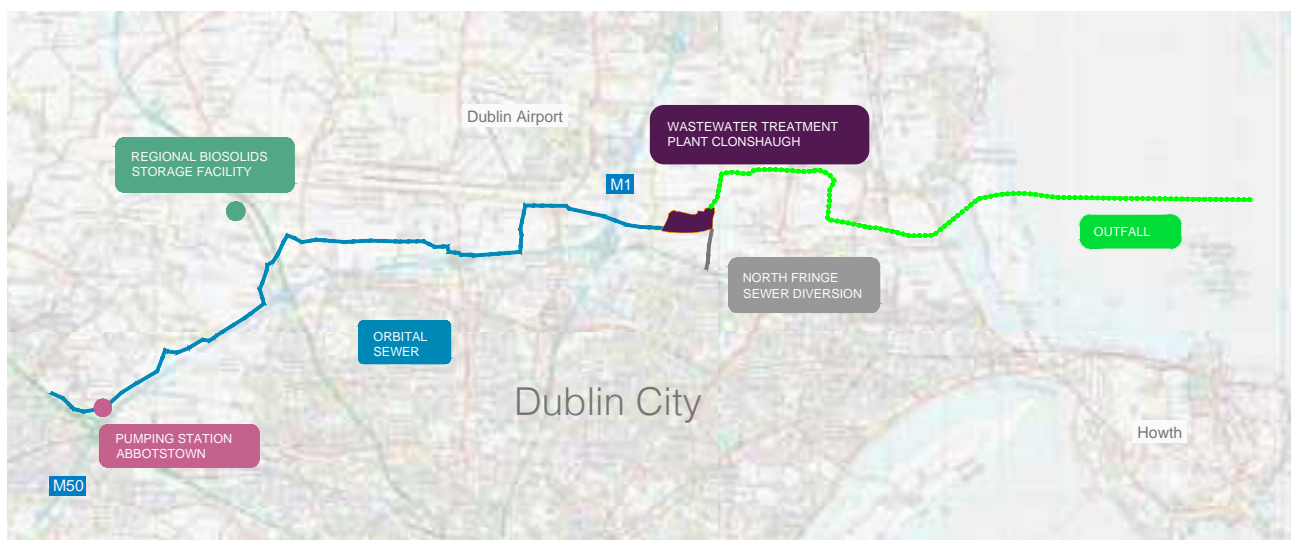 Dublin Airport
WASTEWATER TREATMENT
PLANT CLONSHAUGH
REGIONAL BIOSOLIDS
STORAGE FACILITY
M1
OUTFALL
NORTH FRINGE
SEWER DIVERSION
ORBITAL
SEWER
Dublin City
Howth
PUMPING STATION
ABBOTSTOWN
M50